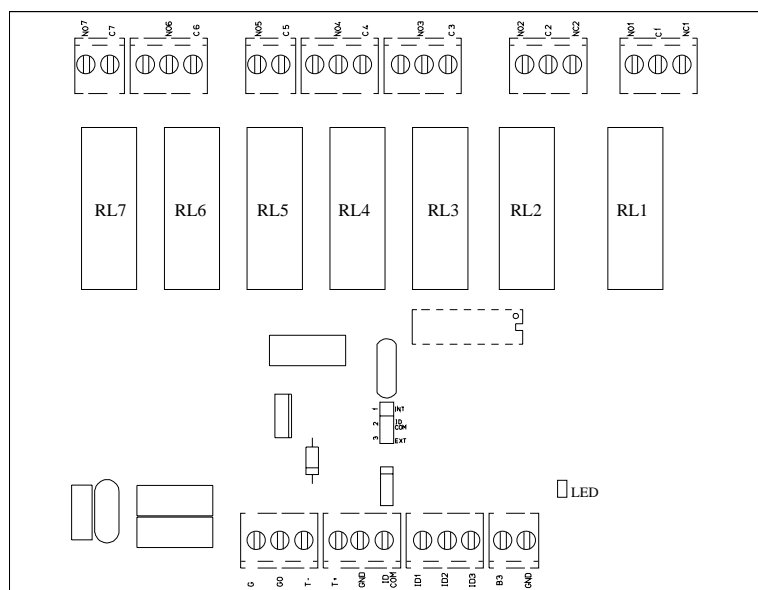 NO7 C7 NO6 C6 NO5 C5 NO4 C4 NO3 C3 NO2 C2 NC2 NO1 C1 NC1
RL7 RL6 RL5 RL4 RL3 RL2 RL1
1 INT
2 ID COM
3 EXT
LED
G G0 T- T+ GND ID COM ID1 ID2 ID3 B3 GND